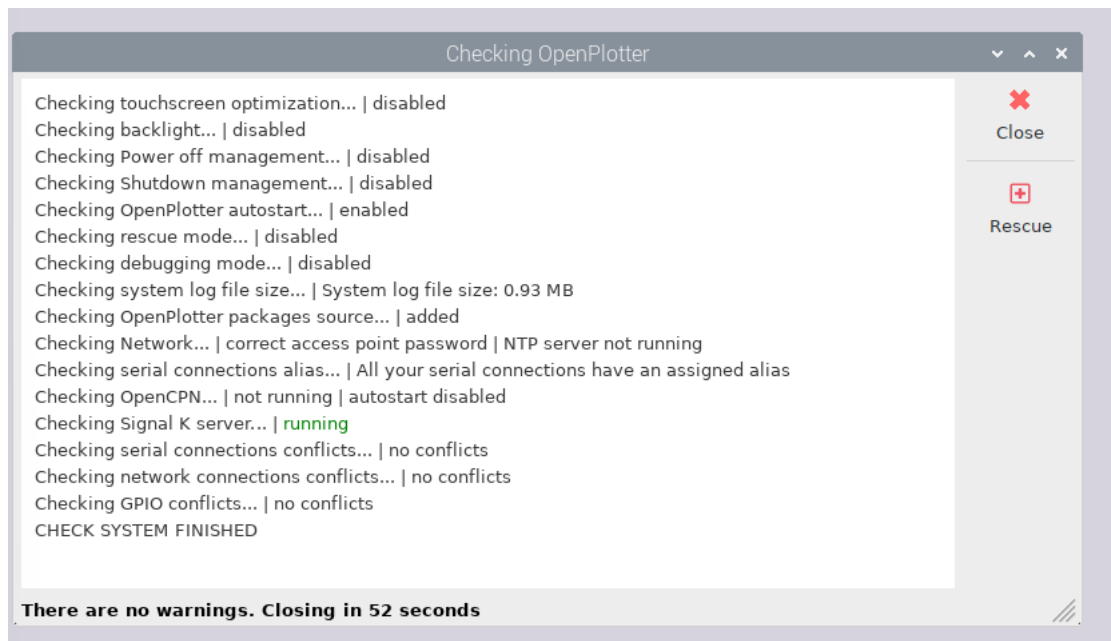 Checking OpenPlotter
Checking touchscreen optimization... | disabled
Checking backlight... | disabled
Checking Power off management... | disabled
Checking Shutdown management... | disabled
Checking OpenPlotter autostart... | enabled
Checking rescue mode... | disabled
Checking debugging mode... | disabled
Checking system log file size... | System log file size: 0.93 MB
Checking OpenPlotter packages source... | added
Checking Network... | correct access point password | NTP server not running
Checking serial connections alias... | All your serial connections have an assigned alias
Checking OpenCPN... | not running | autostart disabled
Checking Signal K server... | running
Checking serial connections conflicts... | no conflicts
Checking network connections conflicts... | no conflicts
Checking GPIO conflicts... | no conflicts
CHECK SYSTEM FINISHED
Close
Rescue
There are no warnings. Closing in 52 seconds